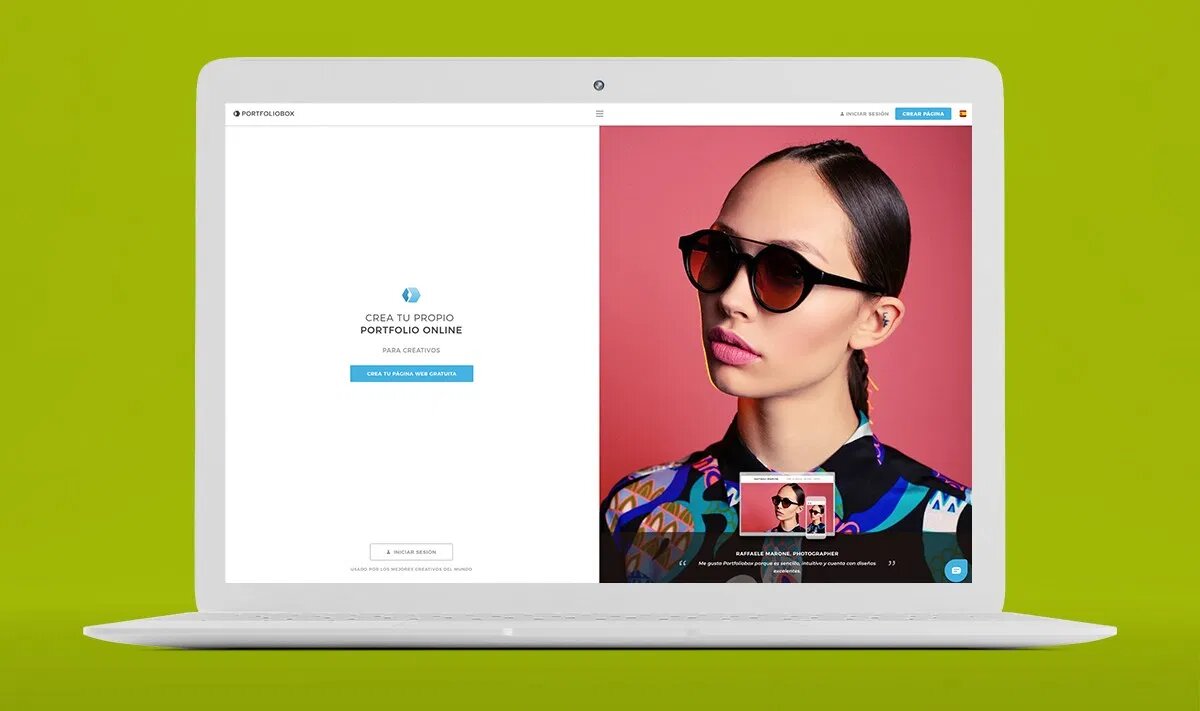 PORTFOLIOBOX
INICIAR SESIÓN
CREAR PÁGINA
CREA TU PROPIO
PORTFOLIO ONLINE
PARA CREATIVOS
CREA TU PÁGINA WEB GRATUITA
INICIAR SESIÓN
USADO POR LOS MEJORES CREATIVOS DEL MUNDO
RAFFAELE MARONE, PHOTOGRAPHER
“ Me gusta Portfoliobox porque es sencillo, intuitivo y cuenta con diseños ”
excelentes.